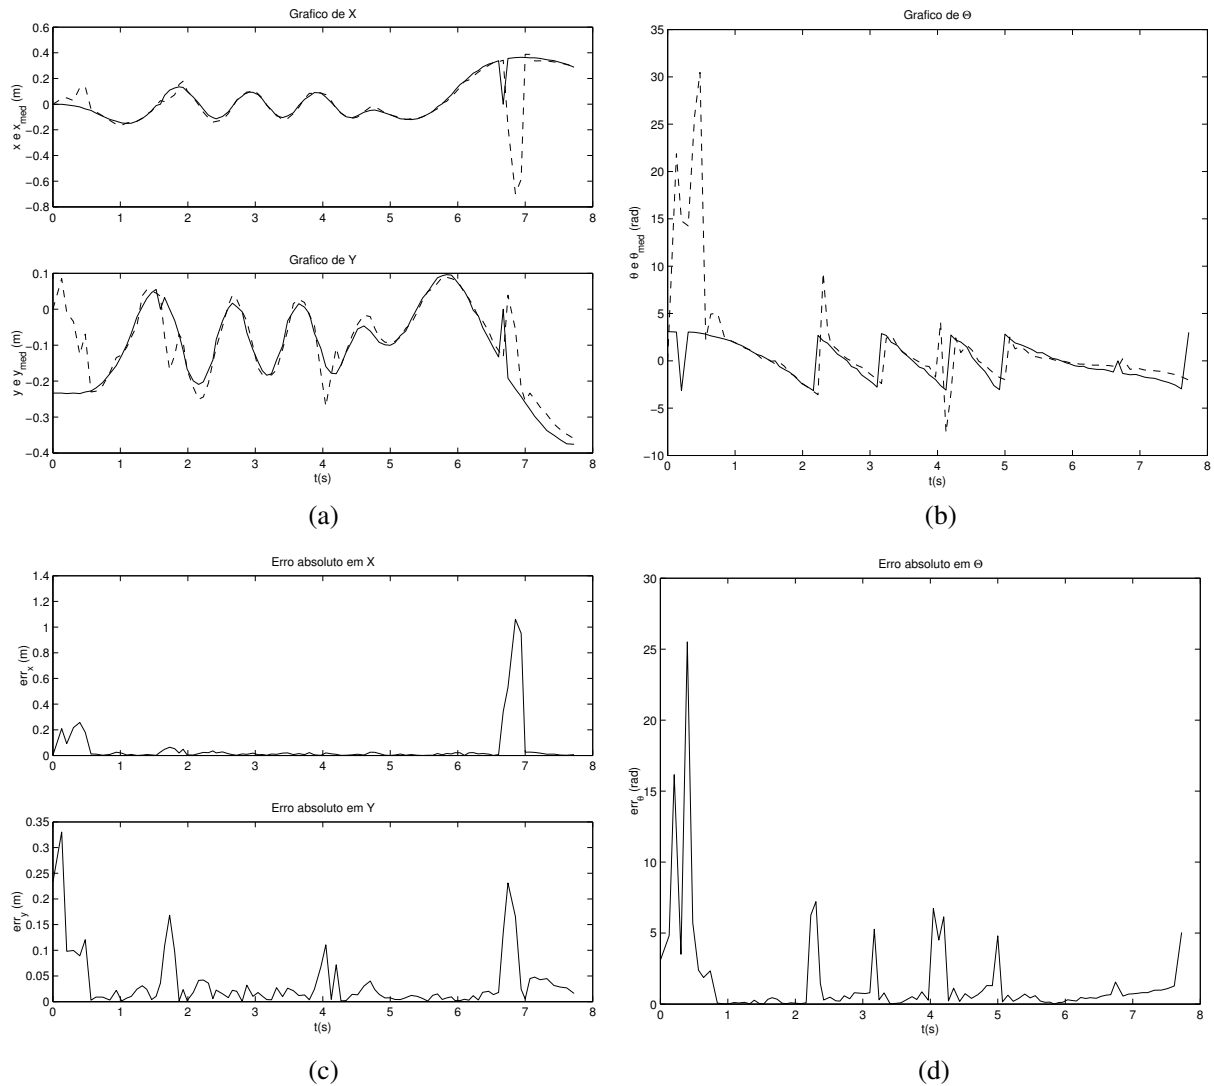 Grafico de X
0.6
0.4
0.2
0
−0.2
−0.4
−0.6
−0.8
x e x_med (m)
0 1 2 3 4 5 6 7 8
Grafico de Y
0.1
0
−0.1
−0.2
−0.3
−0.4
y e y_med (m)
0 1 2 3 4 5 6 7 8
t(s)
(a)
Grafico de Θ
35
30
25
20
15
10
5
0
−5
−10
θ e θ_med (rad)
0 1 2 3 4 5 6 7 8
t(s)
(b)
Erro absoluto em X
1.4
1.2
1
0.8
0.6
0.4
0.2
0
err_x (m)
0 1 2 3 4 5 6 7 8
Erro absoluto em Y
0.35
0.3
0.25
0.2
0.15
0.1
0.05
0
err_y (m)
0 1 2 3 4 5 6 7 8
t(s)
(c)
Erro absoluto em Θ
30
25
20
15
10
5
0
err_θ (rad)
0 1 2 3 4 5 6 7 8
t(s)
(d)